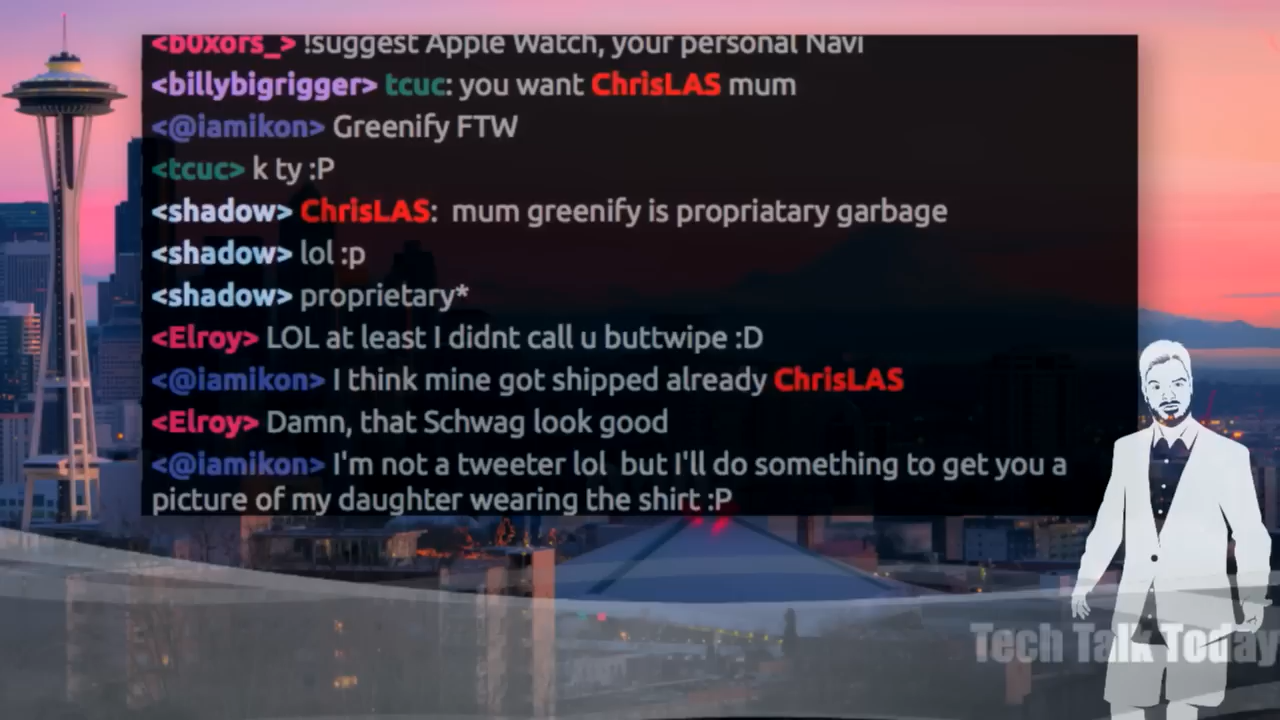 <b0xors_> !suggest Apple Watch, your personal Navi
<billybigrigger> tcuc: you want ChrisLAS mum
<@iamikon> Greenify FTW
<tcuc> k ty :P
<shadow> ChrisLAS:  mum greenify is propriatary garbage
<shadow> lol :p
<shadow> proprietary*
<Elroy> LOL at least I didnt call u buttwipe :D
<@iamikon> I think mine got shipped already ChrisLAS
<Elroy> Damn, that Schwag look good
<@iamikon> I'm not a tweeter lol  but I'll do something to get you a
picture of my daughter wearing the shirt :P
Tech Talk Today